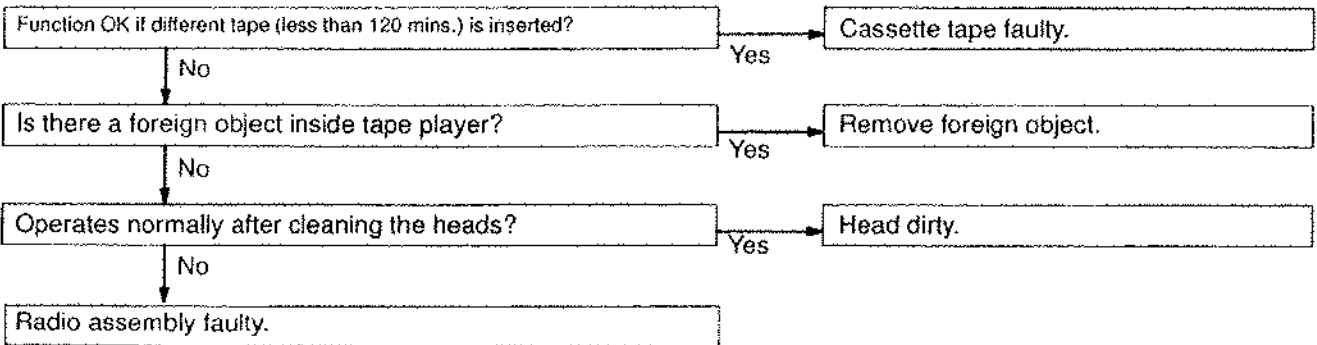 Function OK if different tape (less than 120 mins.) is inserted?
Yes
Cassette tape faulty.
No
Is there a foreign object inside tape player?
Yes
Remove foreign object.
No
Operates normally after cleaning the heads?
Yes
Head dirty.
No
Radio assembly faulty.